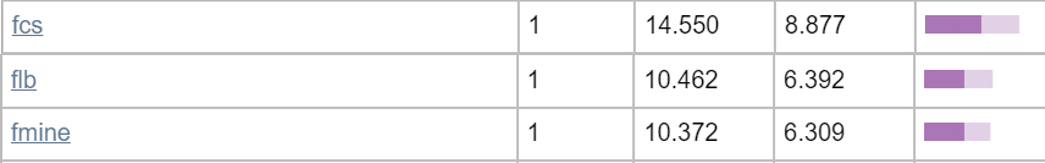 fcs 1 14.550 8.877
flb 1 10.462 6.392
fmine 1 10.372 6.309